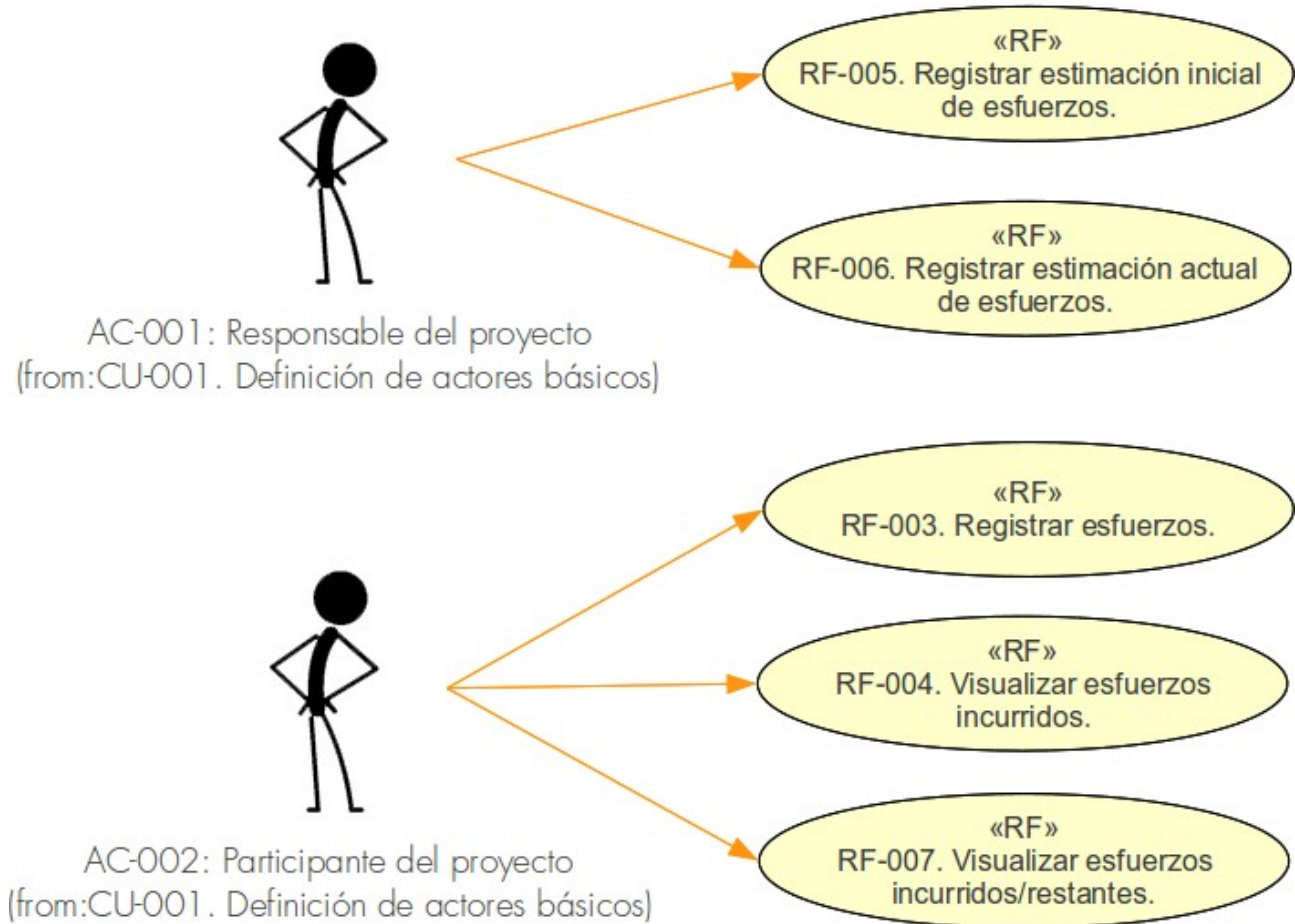 «RF»
RF-005. Registrar estimación inicial
de esfuerzos.
«RF»
RF-006. Registrar estimación actual
de esfuerzos.
AC-001: Responsable del proyecto
(from:CU-001. Definición de actores básicos)
«RF»
RF-003. Registrar esfuerzos.
«RF»
RF-004. Visualizar esfuerzos
incurridos.
«RF»
RF-007. Visualizar esfuerzos
incurridos/restantes.
AC-002: Participante del proyecto
(from:CU-001. Definición de actores básicos)